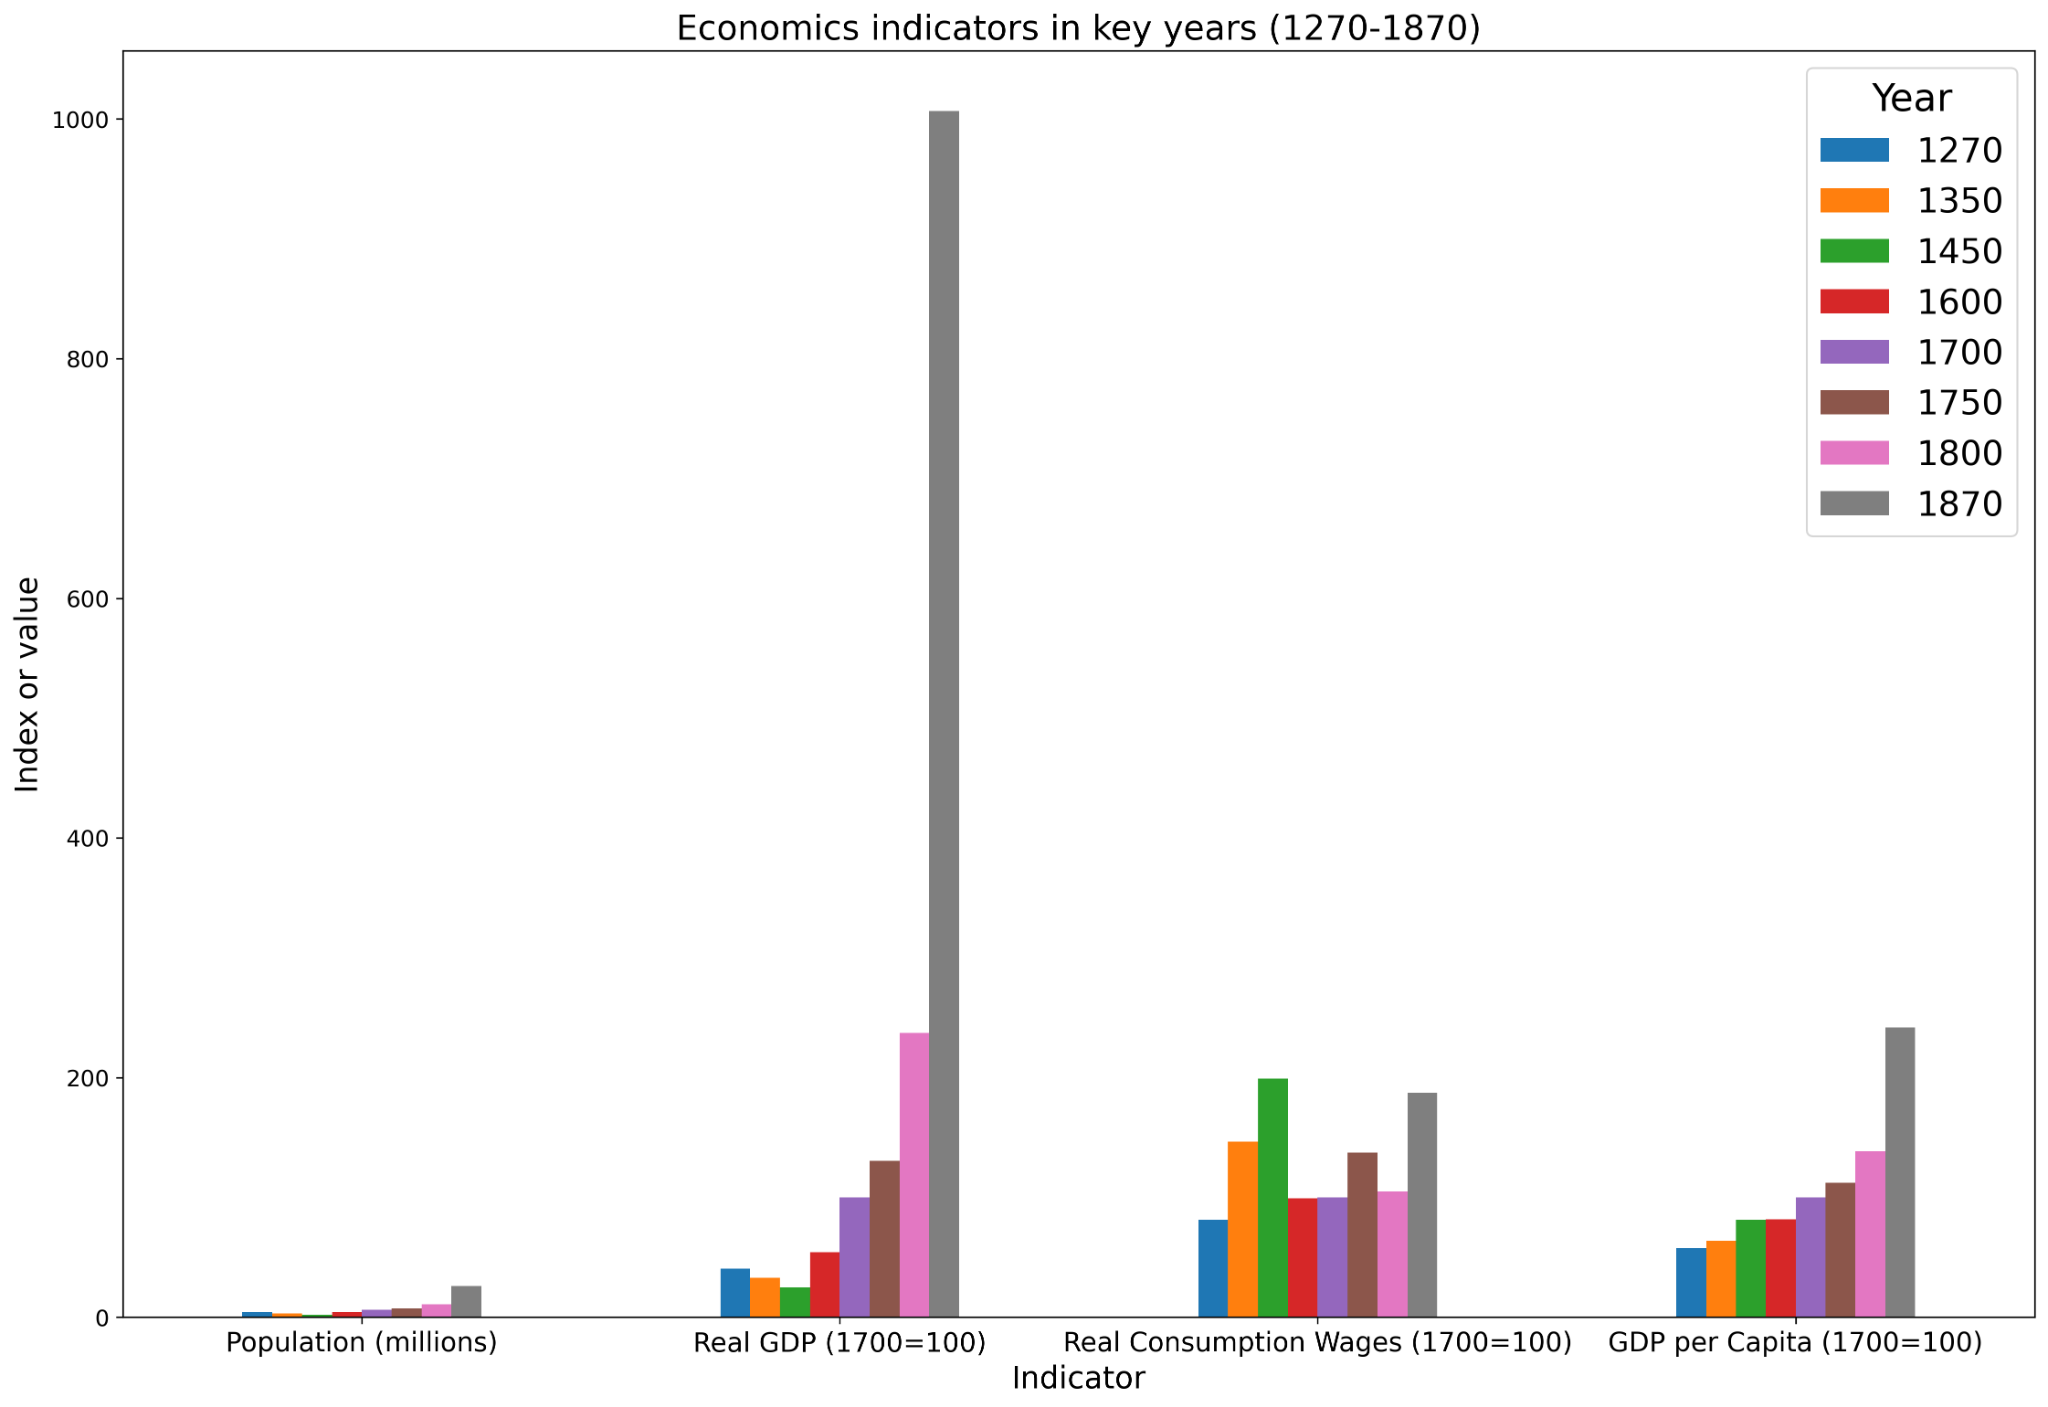 Economics indicators in key years (1270-1870)
Year
1270
1350
1450
1600
1700
1750
1800
1870
Index or value
1000
800
600
400
200
0
Population (millions)
Real GDP (1700=100)
Real Consumption Wages (1700=100)
GDP per Capita (1700=100)
Indicator